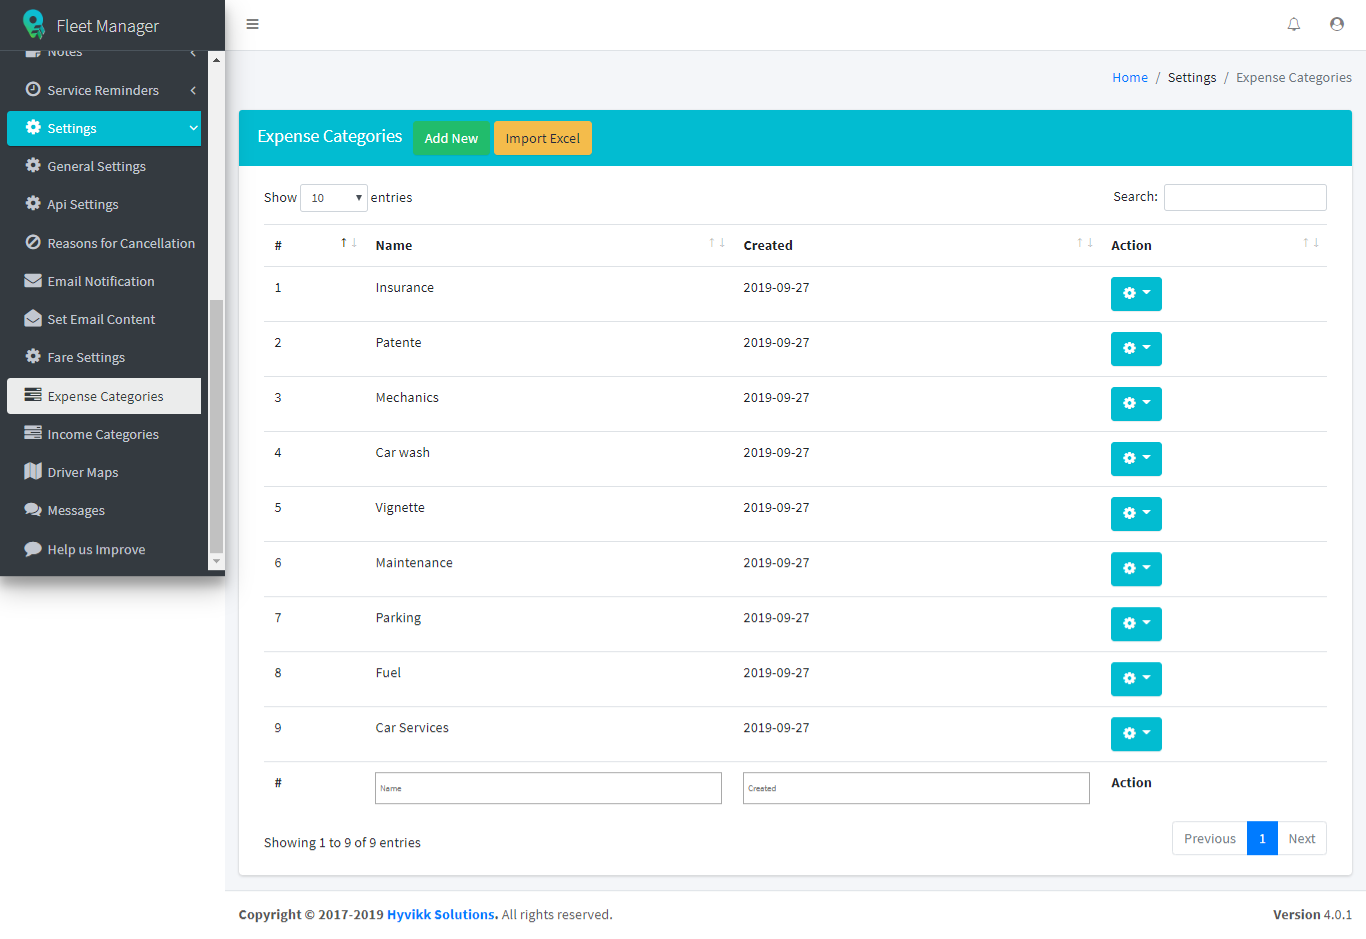 Fleet Manager
Notes
Service Reminders
Settings
General Settings
Api Settings
Reasons for Cancellation
Email Notification
Set Email Content
Fare Settings
Expense Categories
Income Categories
Driver Maps
Messages
Help us Improve
Home / Settings / Expense Categories
Expense Categories Add New Import Excel
Show 10 entries Search:
# Name Created Action
1 Insurance 2019-09-27
2 Patente 2019-09-27
3 Mechanics 2019-09-27
4 Car wash 2019-09-27
5 Vignette 2019-09-27
6 Maintenance 2019-09-27
7 Parking 2019-09-27
8 Fuel 2019-09-27
9 Car Services 2019-09-27
# Name Created Action
Showing 1 to 9 of 9 entries
Previous 1 Next
Copyright © 2017-2019 Hyvikk Solutions. All rights reserved. Version 4.0.1